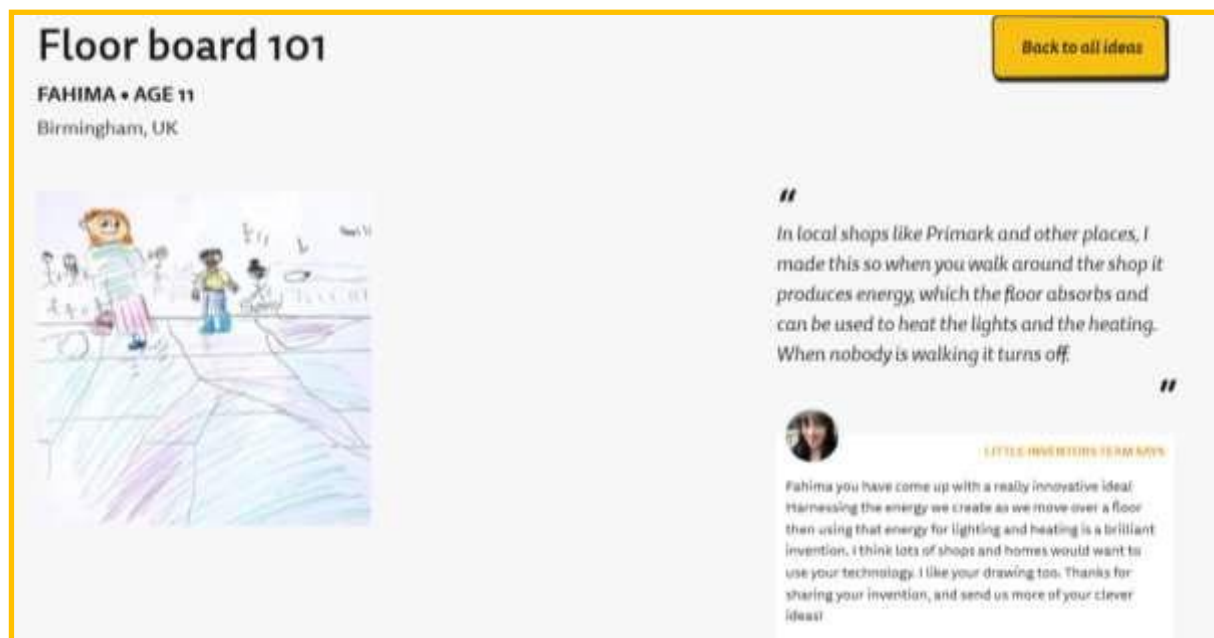 Floor board 101
Back to all ideas
FAHIMA • AGE 11
Birmingham, UK
"
In local shops like Primark and other places, I
made this so when you walk around the shop it
produces energy, which the floor absorbs and
can be used to heat the lights and the heating.
When nobody is walking it turns off.
"
LITTLE INVENTORS TEAM SAYS
Fahima you have come up with a really innovative idea!
Harnessing the energy we create as we move over a floor
then using that energy for lighting and heating is a brilliant
invention. I think lots of shops and homes would want to
use your technology. I like your drawing too. Thanks for
sharing your invention, and send us more of your clever
ideas!